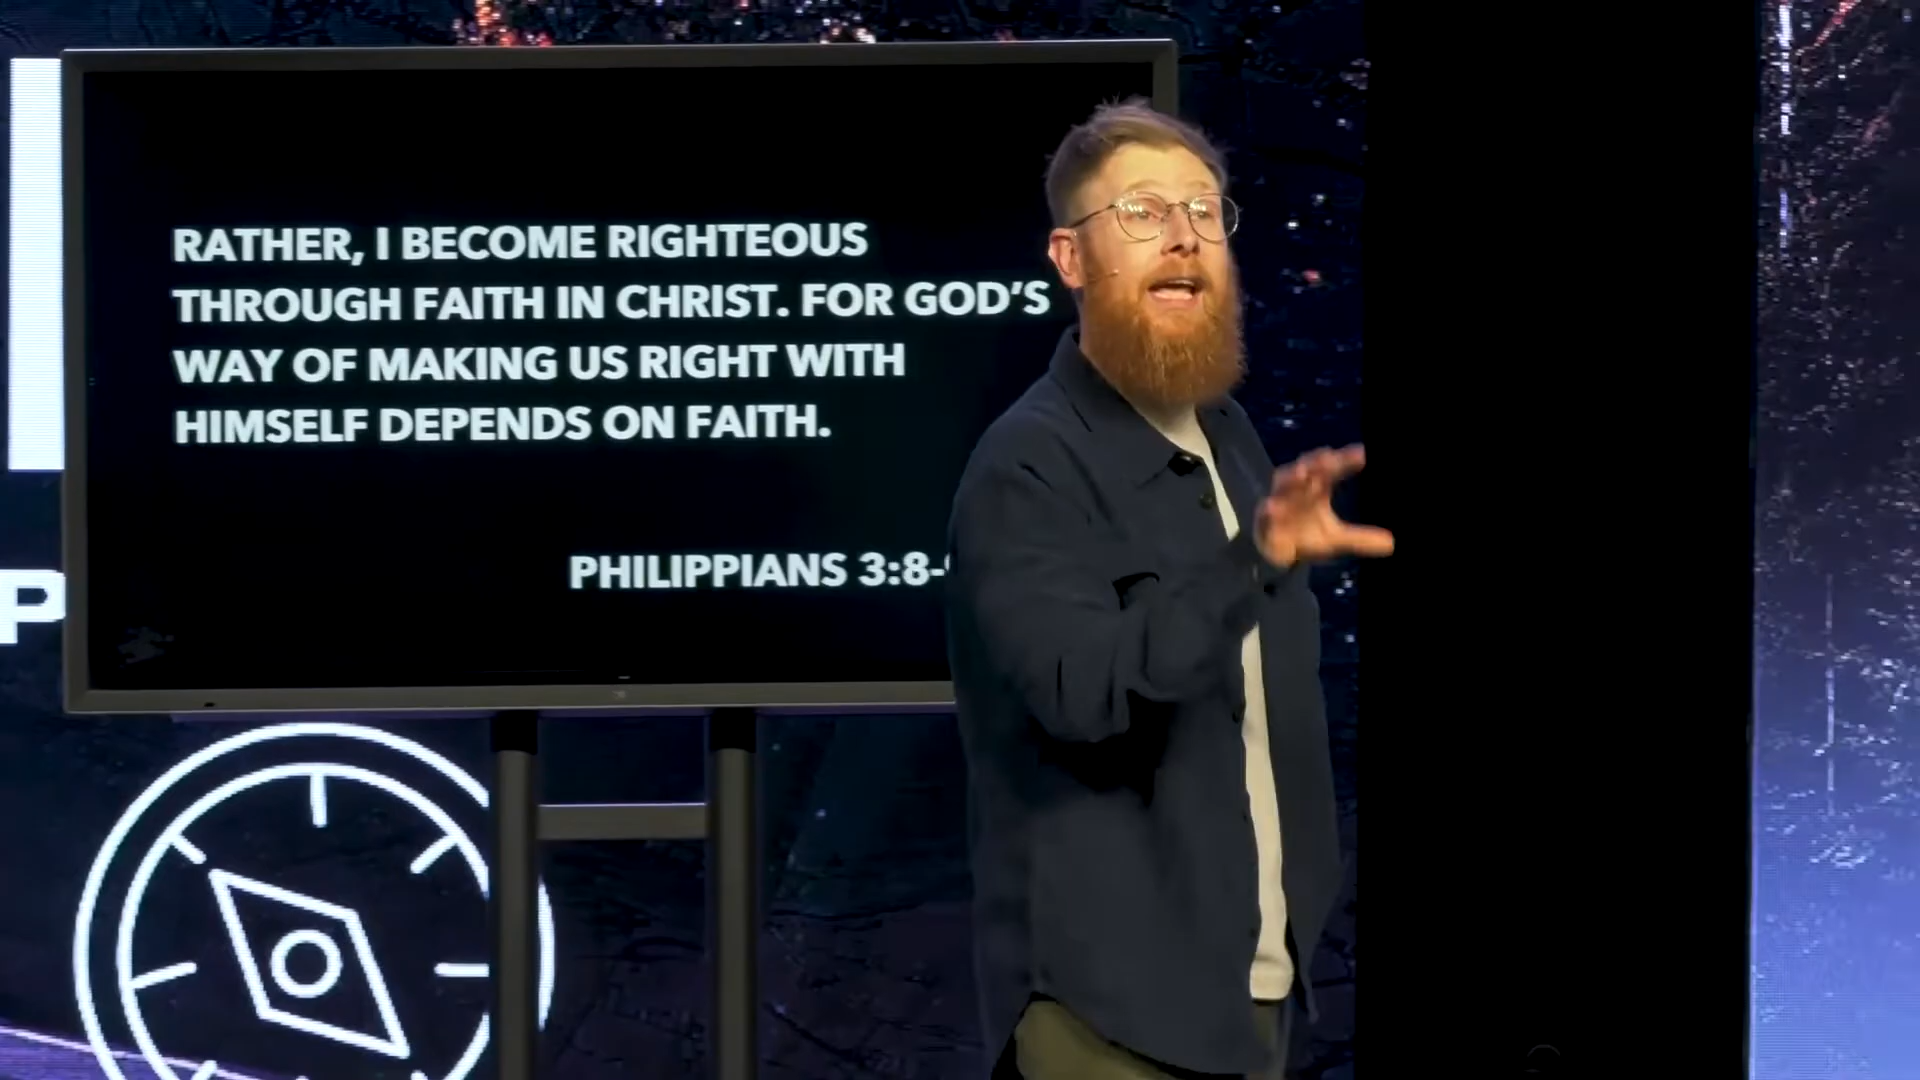 RATHER, I BECOME RIGHTEOUS
THROUGH FAITH IN CHRIST. FOR GOD’S
WAY OF MAKING US RIGHT WITH
HIMSELF DEPENDS ON FAITH.
PHILIPPIANS 3:8-
P